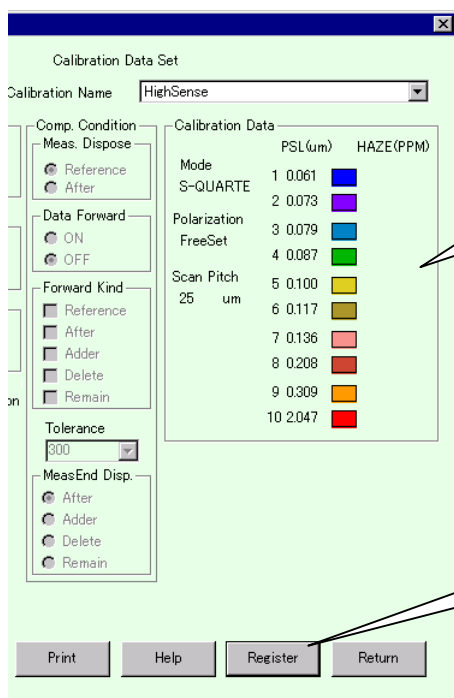 Calibration Data Set
Calibration Name HighSense
Comp. Condition
Meas. Dispose
Reference
After
Data Forward
ON
OFF
Forward Kind
Reference
After
Adder
Delete
Remain
on
Tolerance
300
MeasEnd Disp.
After
Adder
Delete
Remain
Calibration Data
PSL(um) HAZE(PPM)
Mode
S-QUARTE
Polarization
FreeSet
Scan Pitch
25 um
1 0.061
2 0.073
3 0.079
4 0.087
5 0.100
6 0.117
7 0.136
8 0.208
9 0.309
10 2.047
Print Help Register Return